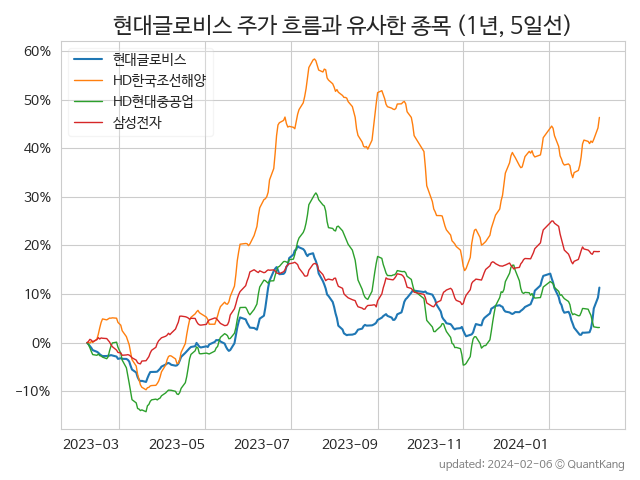 현대글로비스 주가 흐름과 유사한 종목 (1년, 5일선)
60%
50%
40%
30%
20%
10%
0%
−10%
현대글로비스
HD한국조선해양
HD현대중공업
삼성전자
2023-03
2023-05
2023-07
2023-09
2023-11
2024-01
updated: 2024-02-06 © QuantKang